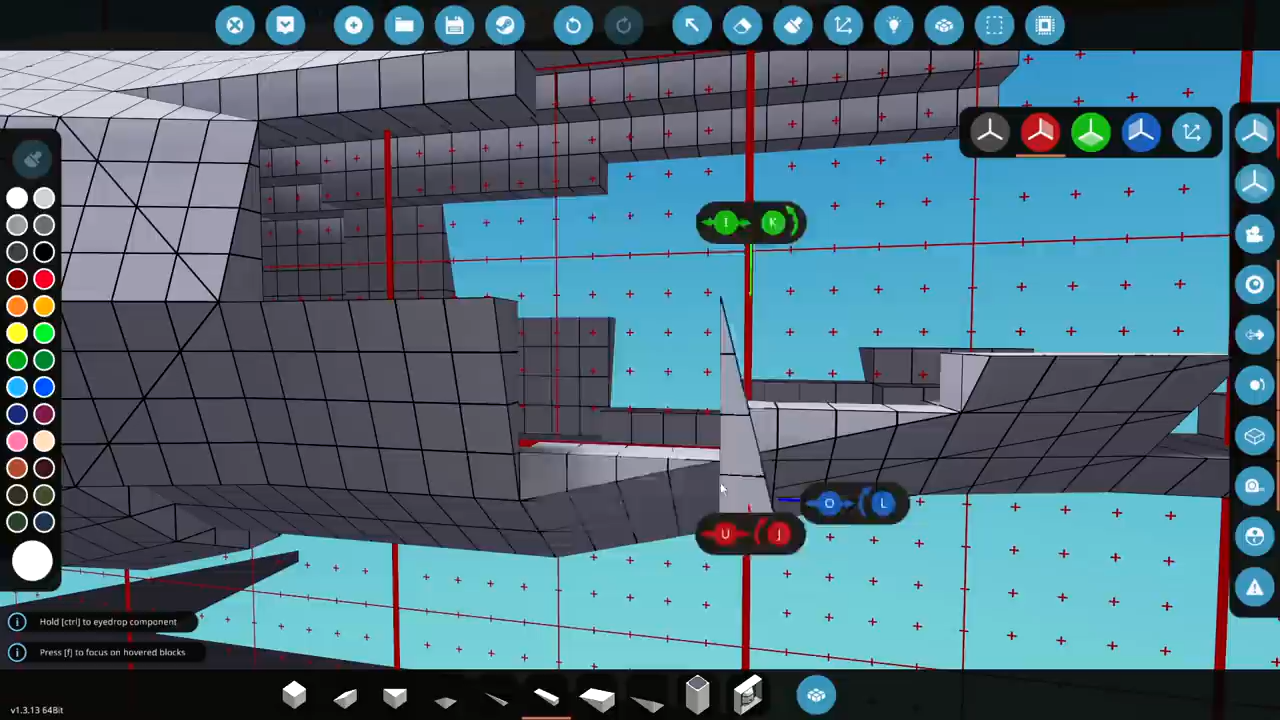 I K
O L
U J
Hold [ctrl] to eyedrop component
Press [f] to focus on hovered blocks
v1.3.13 64Bit